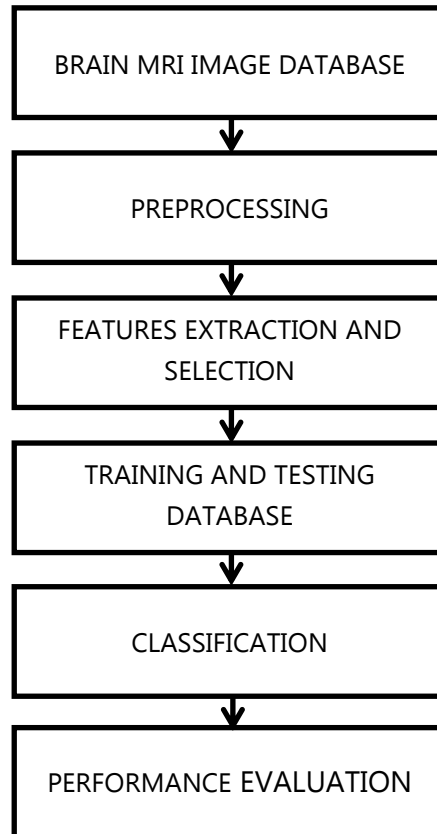 BRAIN MRI IMAGE DATABASE
PREPROCESSING
FEATURES EXTRACTION AND
SELECTION
TRAINING AND TESTING
DATABASE
CLASSIFICATION
PERFORMANCE EVALUATION